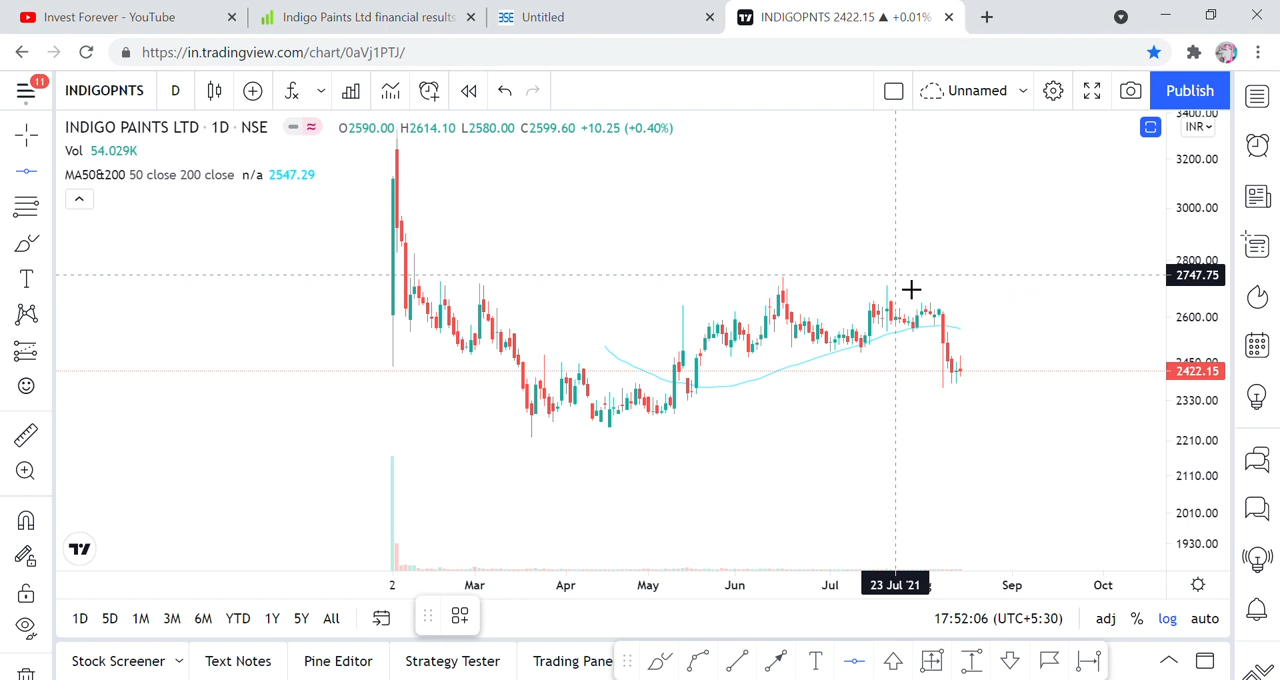 Invest Forever - YouTube
Indigo Paints Ltd financial results
BSE Untitled
INDIGOPNTS 2422.15 ▲ +0.01%
https://in.tradingview.com/chart/0aVj1PTJ/
11
INDIGOPNTS D
Unnamed
Publish
INDIGO PAINTS LTD · 1D · NSE
O2590.00 H2614.10 L2580.00 C2599.60 +10.25 (+0.40%)
Vol 54.029K
MA50&200 50 close 200 close n/a 2547.29
INR
3400.00
3200.00
3000.00
2800.00
2747.75
2600.00
2450.00
2422.15
2330.00
2210.00
2110.00
2010.00
1930.00
2 Mar Apr May Jun Jul 23 Jul '21 Sep Oct
1D 5D 1M 3M 6M YTD 1Y 5Y All
17:52:06 (UTC+5:30) adj % log auto
Stock Screener Text Notes Pine Editor Strategy Tester Trading Pane